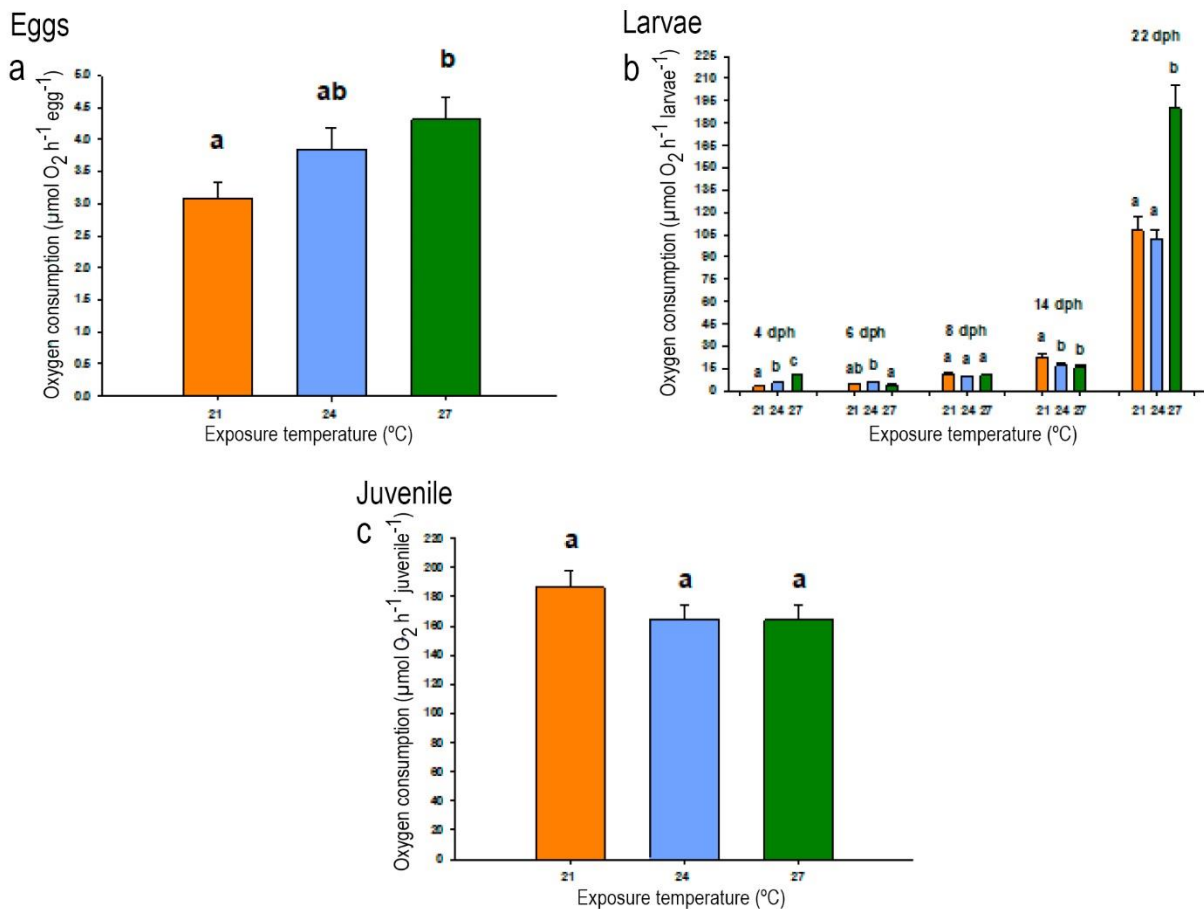 Eggs
a
Oxygen consumption (µmol O2 h-1 egg-1)
5.0
4.5
4.0
3.5
3.0
2.5
2.0
1.5
1.0
0.5
0.0
a
ab
b
21 24 27
Exposure temperature (ºC)
Larvae
b
Oxygen consumption (µmol O2 h-1 larvae-1)
225
210
195
180
165
150
135
120
105
90
75
60
45
30
15
0
4 dph
a b c
6 dph
ab b a
8 dph
a a a
14 dph
a b b
22 dph
a a b
21 24 27 21 24 27 21 24 27 21 24 27 21 24 27
Exposure temperature (ºC)
Juvenile
c
Oxygen consumption (µmol O2 h-1 juvenile-1)
220
200
180
160
140
120
100
80
60
40
20
0
a a a
21 24 27
Exposure temperature (ºC)